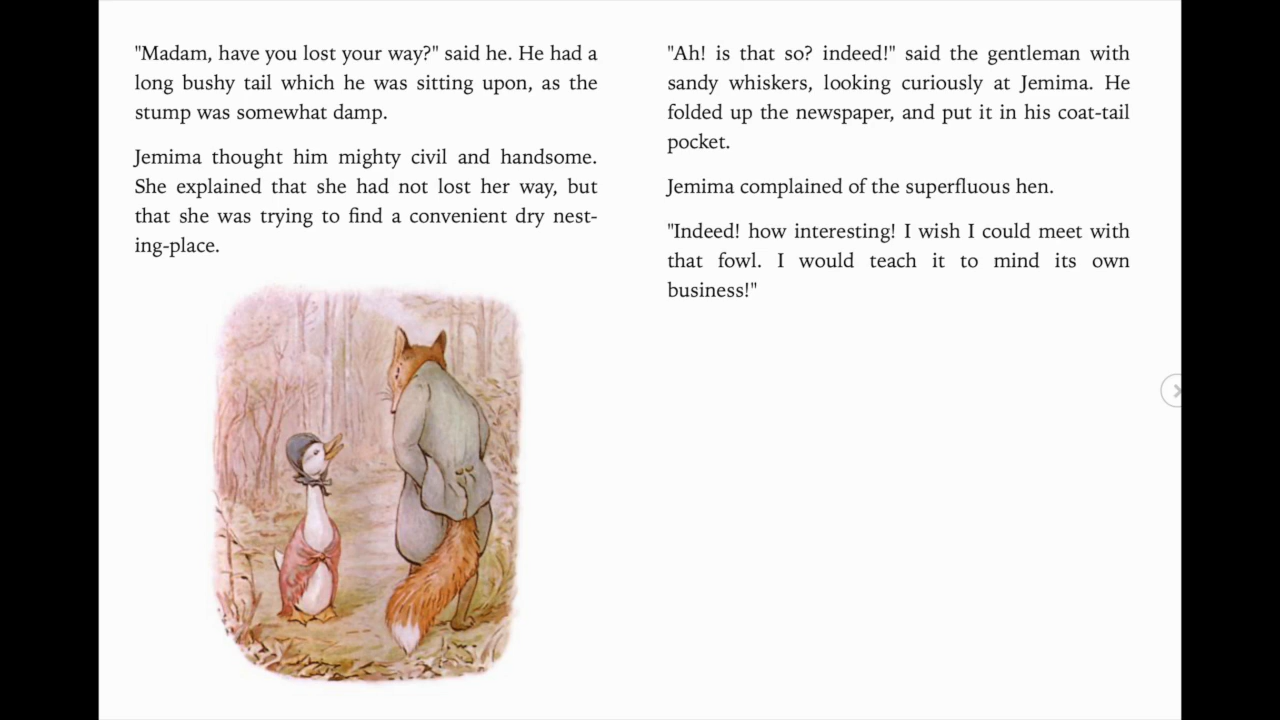 "Madam, have you lost your way?" said he. He had a
long bushy tail which he was sitting upon, as the
stump was somewhat damp.
Jemima thought him mighty civil and handsome.
She explained that she had not lost her way, but
that she was trying to find a convenient dry nest-
ing-place.
"Ah! is that so? indeed!" said the gentleman with
sandy whiskers, looking curiously at Jemima. He
folded up the newspaper, and put it in his coat-tail
pocket.
Jemima complained of the superfluous hen.
"Indeed! how interesting! I wish I could meet with
that fowl. I would teach it to mind its own
business!"